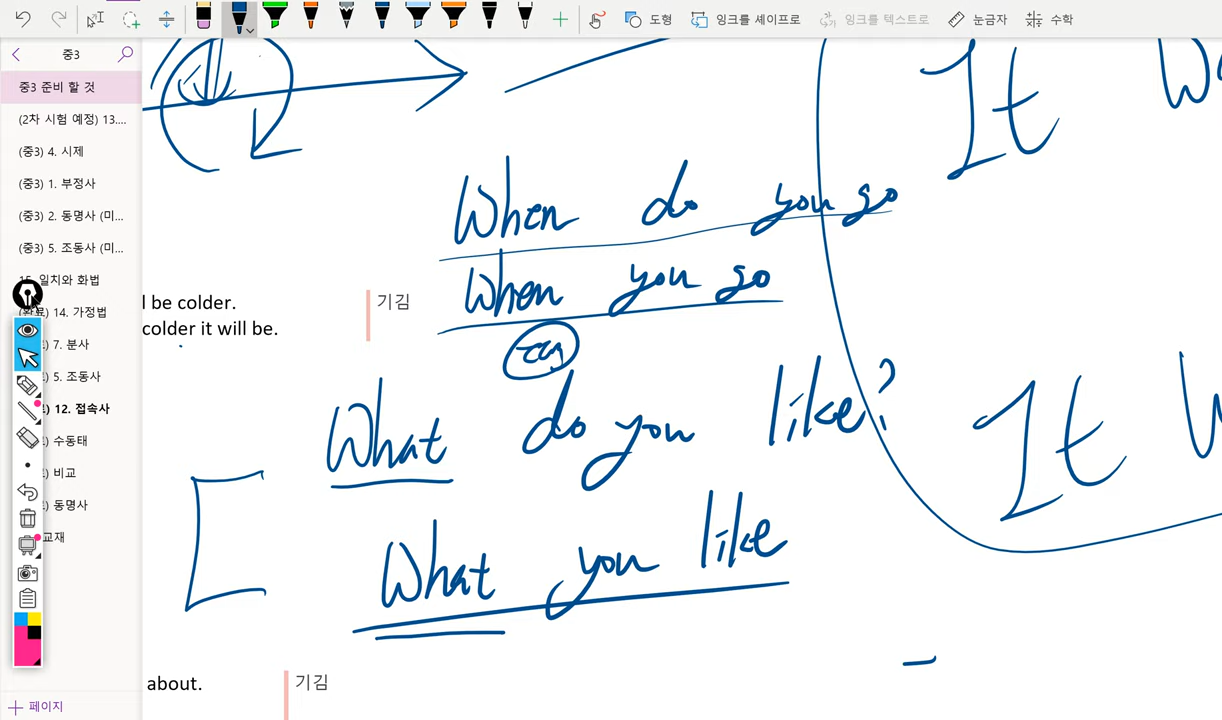 도형
잉크를 셰이프로
잉크를 텍스트로
눈금자
수학
중3
중3 준비 할 것
(2차 시험 예정) 13....
(중3) 4. 시제
(중3) 1. 부정사
(중3) 2. 동명사 (미...
(중3) 5. 조동사 (미...
15. 일치와 화법
14. 가정법
) 7. 분사
) 5. 조동사
) 12. 접속사
) 수동태
) 비교
) 동명사
교재
페이지
It
When do you go
When you go
l be colder.
기김
colder it will be.
What do you like?
It
What you like
about.
기김